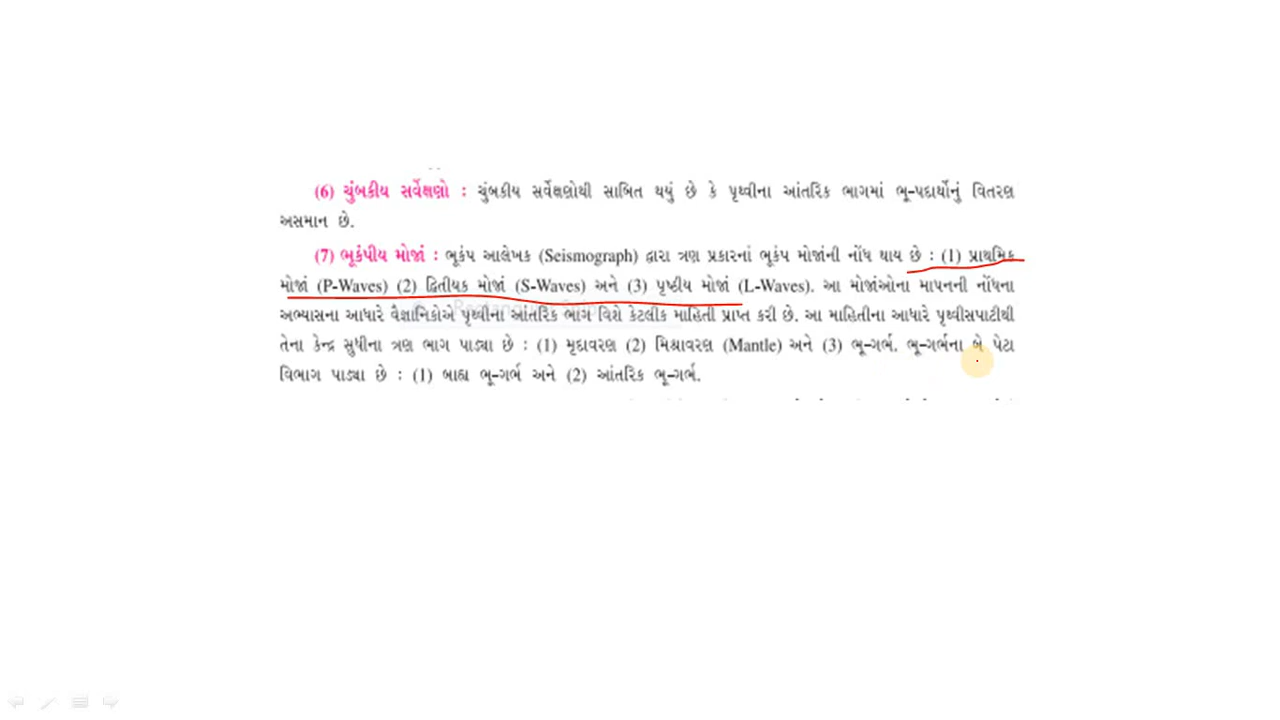 (6) ચુંબકીય સર્વેક્ષણો : ચુંબકીય સર્વેક્ષણોથી સાબિત થયું છે કે પૃથ્વીના આંતરિક ભાગમાં ભૂ-પદાર્થોનું વિતરણ
અસમાન છે.
(7) ભૂકંપીય મોજાં : ભૂકંપ આલેખક (Seismograph) દ્વારા ત્રણ પ્રકારનાં ભૂકંપ મોજાંની નોંધ થાય છે : (1) પ્રાથમિક
મોજાં (P-Waves) (2) દ્વિતીયક મોજાં (S-Waves) અને (3) પૃષ્ઠીય મોજાં (L-Waves). આ મોજાંઓના માપનની નોંધના
અભ્યાસના આધારે વૈજ્ઞાનિકોએ પૃથ્વીના આંતરિક ભાગ વિશે કેટલીક માહિતી પ્રાપ્ત કરી છે. આ માહિતીના આધારે પૃથ્વીસપાટીથી
તેના કેન્દ્ર સુધીના ત્રણ ભાગ પાડ્યા છે : (1) મૃદાવરણ (2) મિશ્રાવરણ (Mantle) અને (3) ભૂ-ગર્ભ. ભૂ-ગર્ભના બે પેટા
વિભાગ પાડ્યા છે : (1) બાહ્ય ભૂ-ગર્ભ અને (2) આંતરિક ભૂ-ગર્ભ.